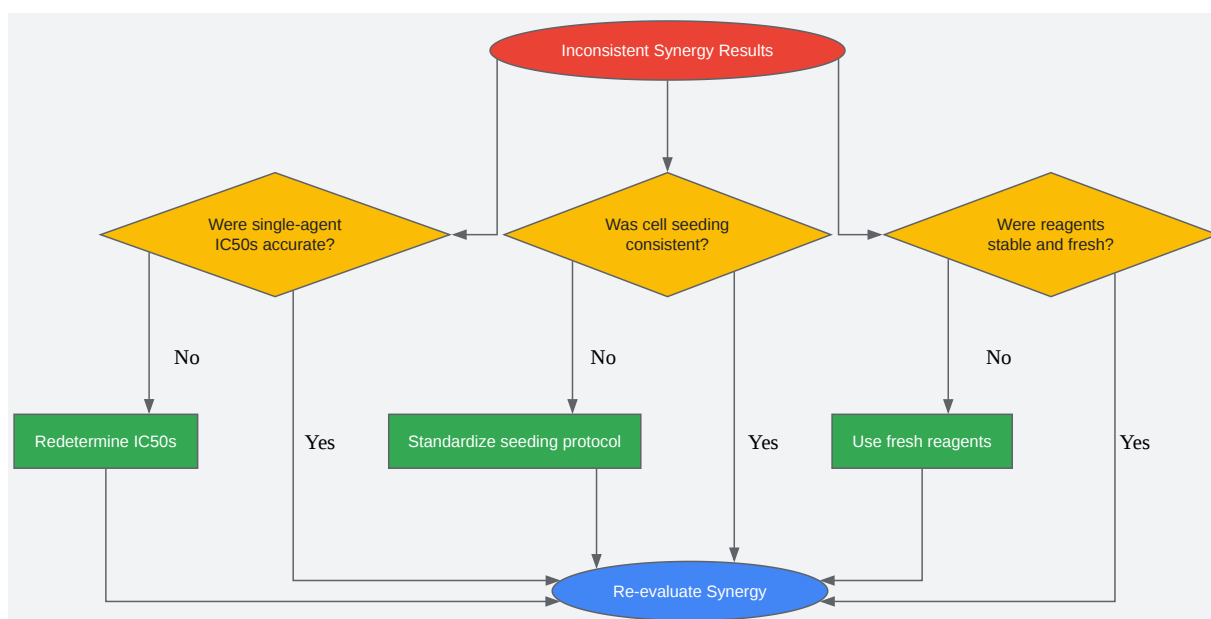 Inconsistent Synergy Results
Were single-agent
IC50s accurate?
Was cell seeding
consistent?
Were reagents
stable and fresh?
No
No
No
Redetermine IC50s
Yes
Standardize seeding protocol
Yes
Use fresh reagents
Yes
Re-evaluate Synergy